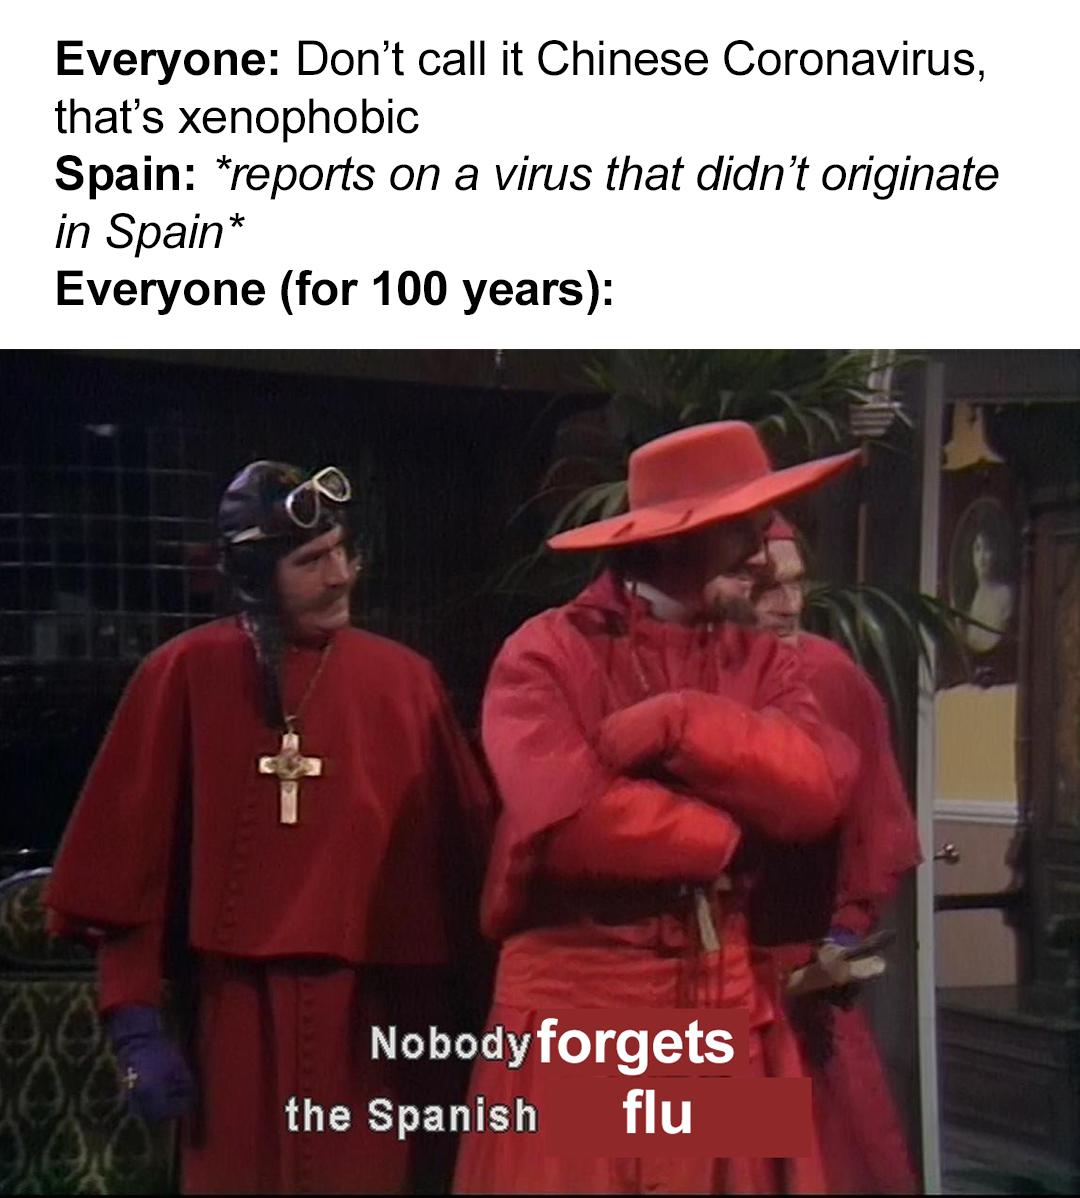 Everyone: Don’t call it Chinese Coronavirus,
that’s xenophobic
Spain: *reports on a virus that didn’t originate
in Spain*
Everyone (for 100 years):
Nobody forgets
the Spanish flu